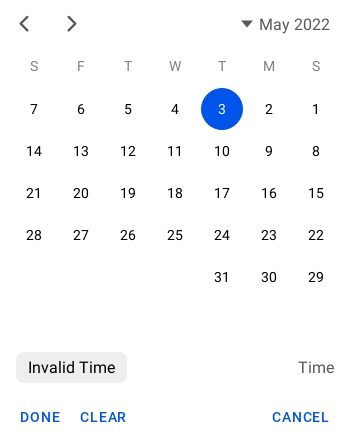 May 2022
S F T W T M S
7 6 5 4 3 2 1
14 13 12 11 10 9 8
21 20 19 18 17 16 15
28 27 26 25 24 23 22
31 30 29
Invalid Time Time
DONE CLEAR CANCEL